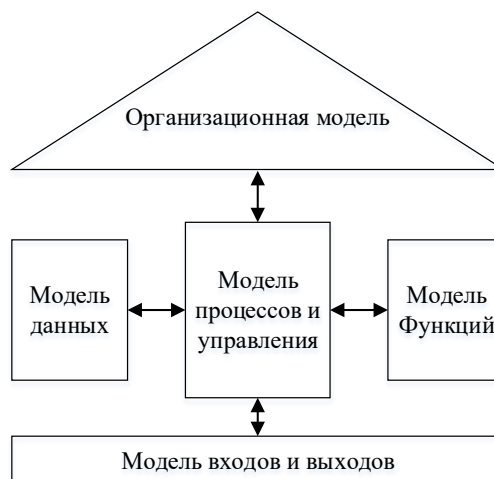 Организационная модель
Модель
данных
Модель
процессов и
управления
Модель
Функций
Модель входов и выходов